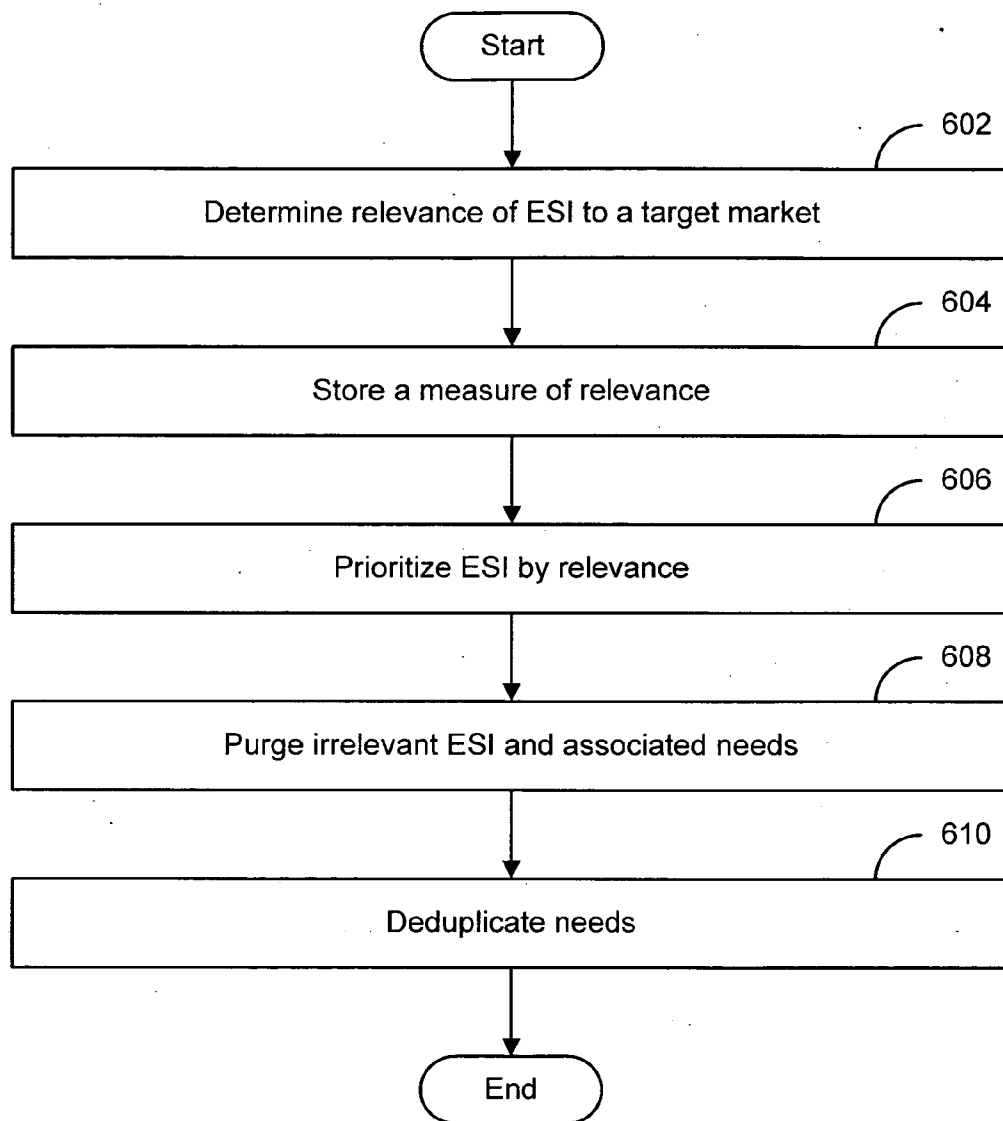 Start
602
Determine relevance of ESI to a target market
604
Store a measure of relevance
606
Prioritize ESI by relevance
608
Purge irrelevant ESI and associated needs
610
Deduplicate needs
End